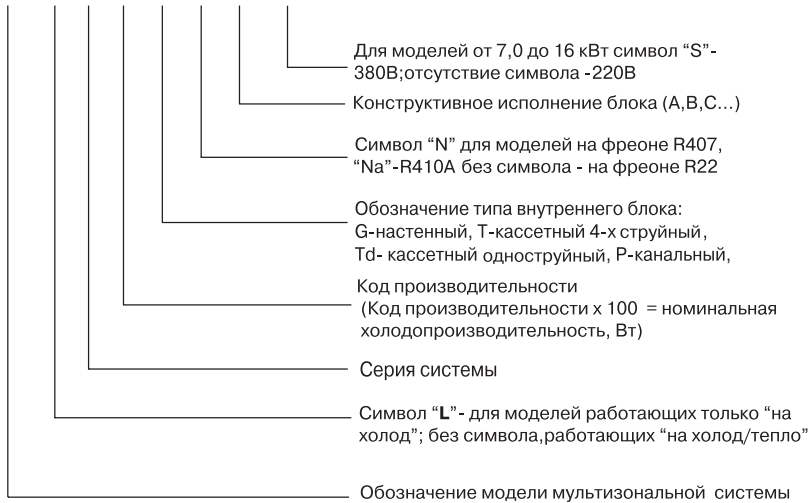 Для моделей от 7,0 до 16 кВт символ “S”-
380В;отсутствие символа -220В
Конструктивное исполнение блока (А,В,С...)
Символ “N” для моделей на фреоне R407,
“Na”-R410A без символа - на фреоне R22
Обозначение типа внутреннего блока:
G-настенный, Т-кассетный 4-х струйный,
Td- кассетный одноструйный, Р-канальный,
Код производительности
(Код производительности х 100 = номинальная
холодопроизводительность, Вт)
Серия системы
Символ “L”- для моделей работающих только “на
холод”; без символа,работающих “на холод/тепло”
Обозначение модели мультизональной системы